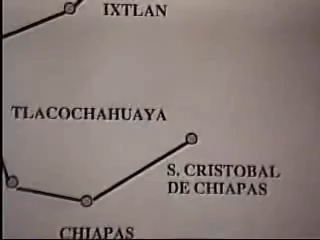 IXTLAN
TLACOCHAHUAYA
S, CRISTOBAL
DE CHIAPAS
CHIAPAS